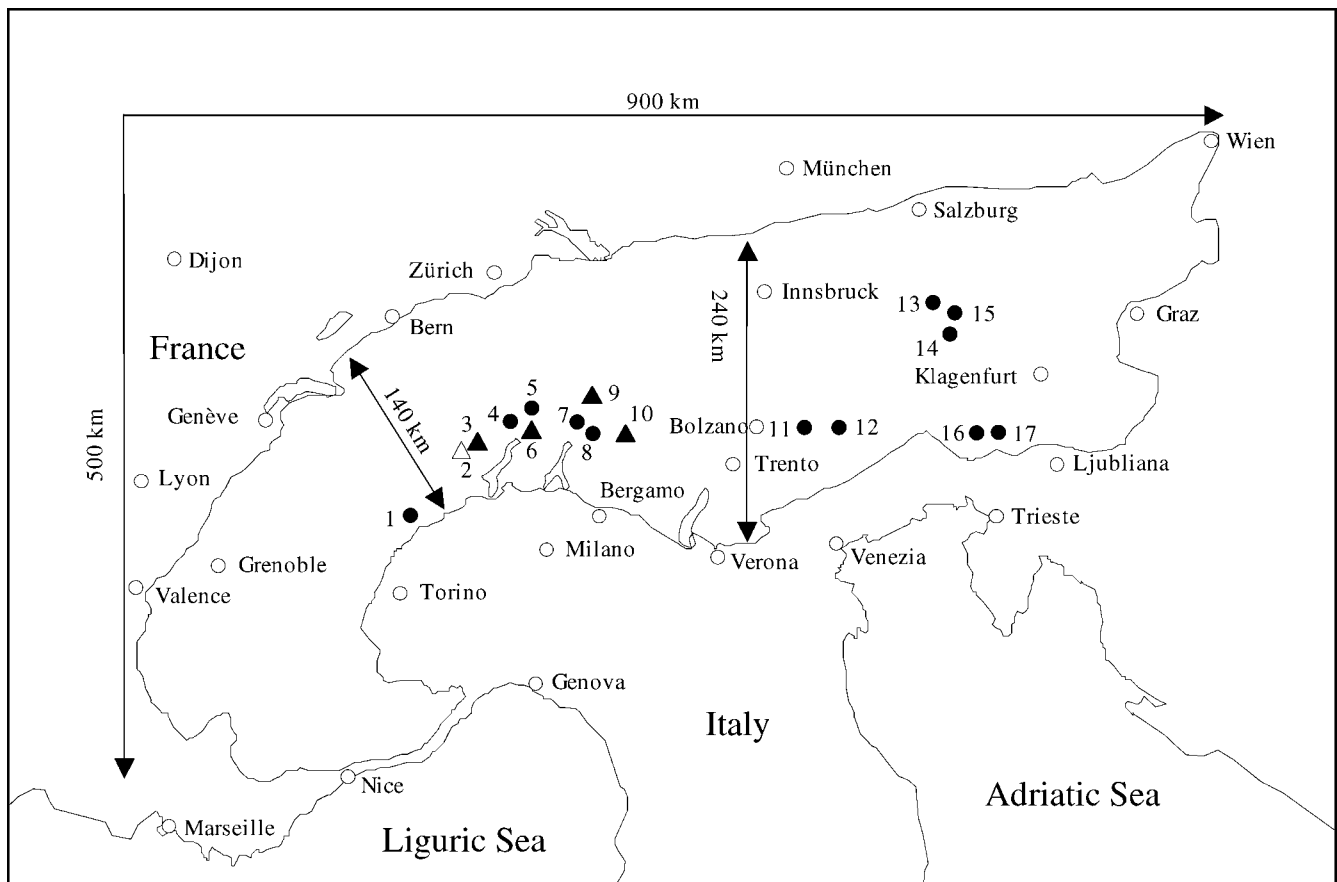 900 km
Wien
München
Salzburg
Dijon
Zürich
Innsbruck
240 km
13
15
14
Graz
Bern
France
Klagenfurt
140 km
Genève
500 km
9
5
4
7
10
3
8
6
2
Bolzano
11
12
16
17
Trento
Ljubliana
Lyon
Bergamo
1
Trieste
Milano
Verona
Venezia
Grenoble
Valence
Torino
Genova
Italy
Nice
Adriatic Sea
Marseille
Liguric Sea